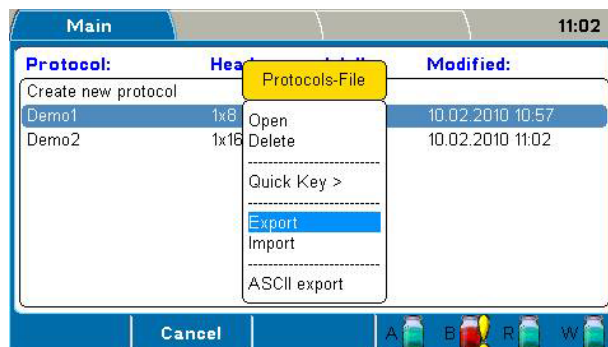 Main 11:02
Protocol: Modified:
Protocols-File
Create new protocol
Demo1 1x8 10.02.2010 10:57
Demo2 1x16 10.02.2010 11:02
Open
Delete
Quick Key >
Export
Import
ASCII export
Cancel A B R W